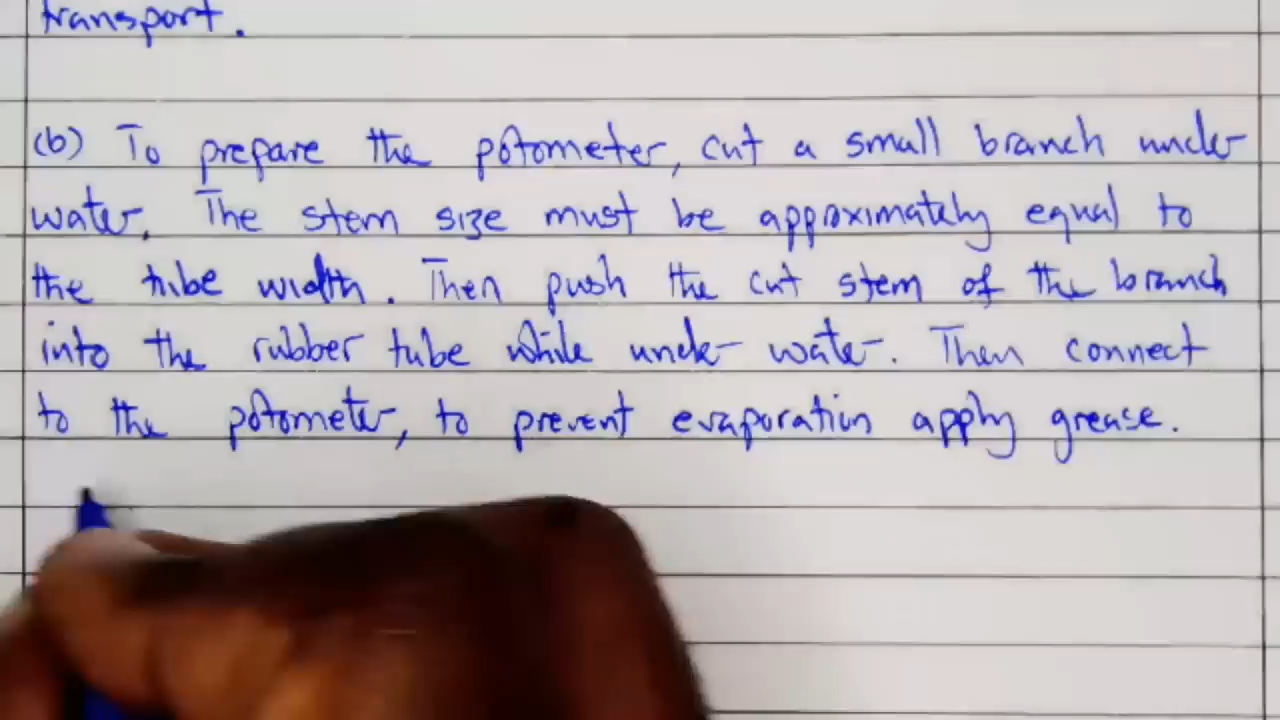 transport.
(b) To prepare the potometer, cut a small branch under
water. The stem size must be approximately equal to
the tube width. Then push the cut stem of the branch
into the rubber tube while under water. Then connect
to the potometer, to prevent evaporation apply grease.